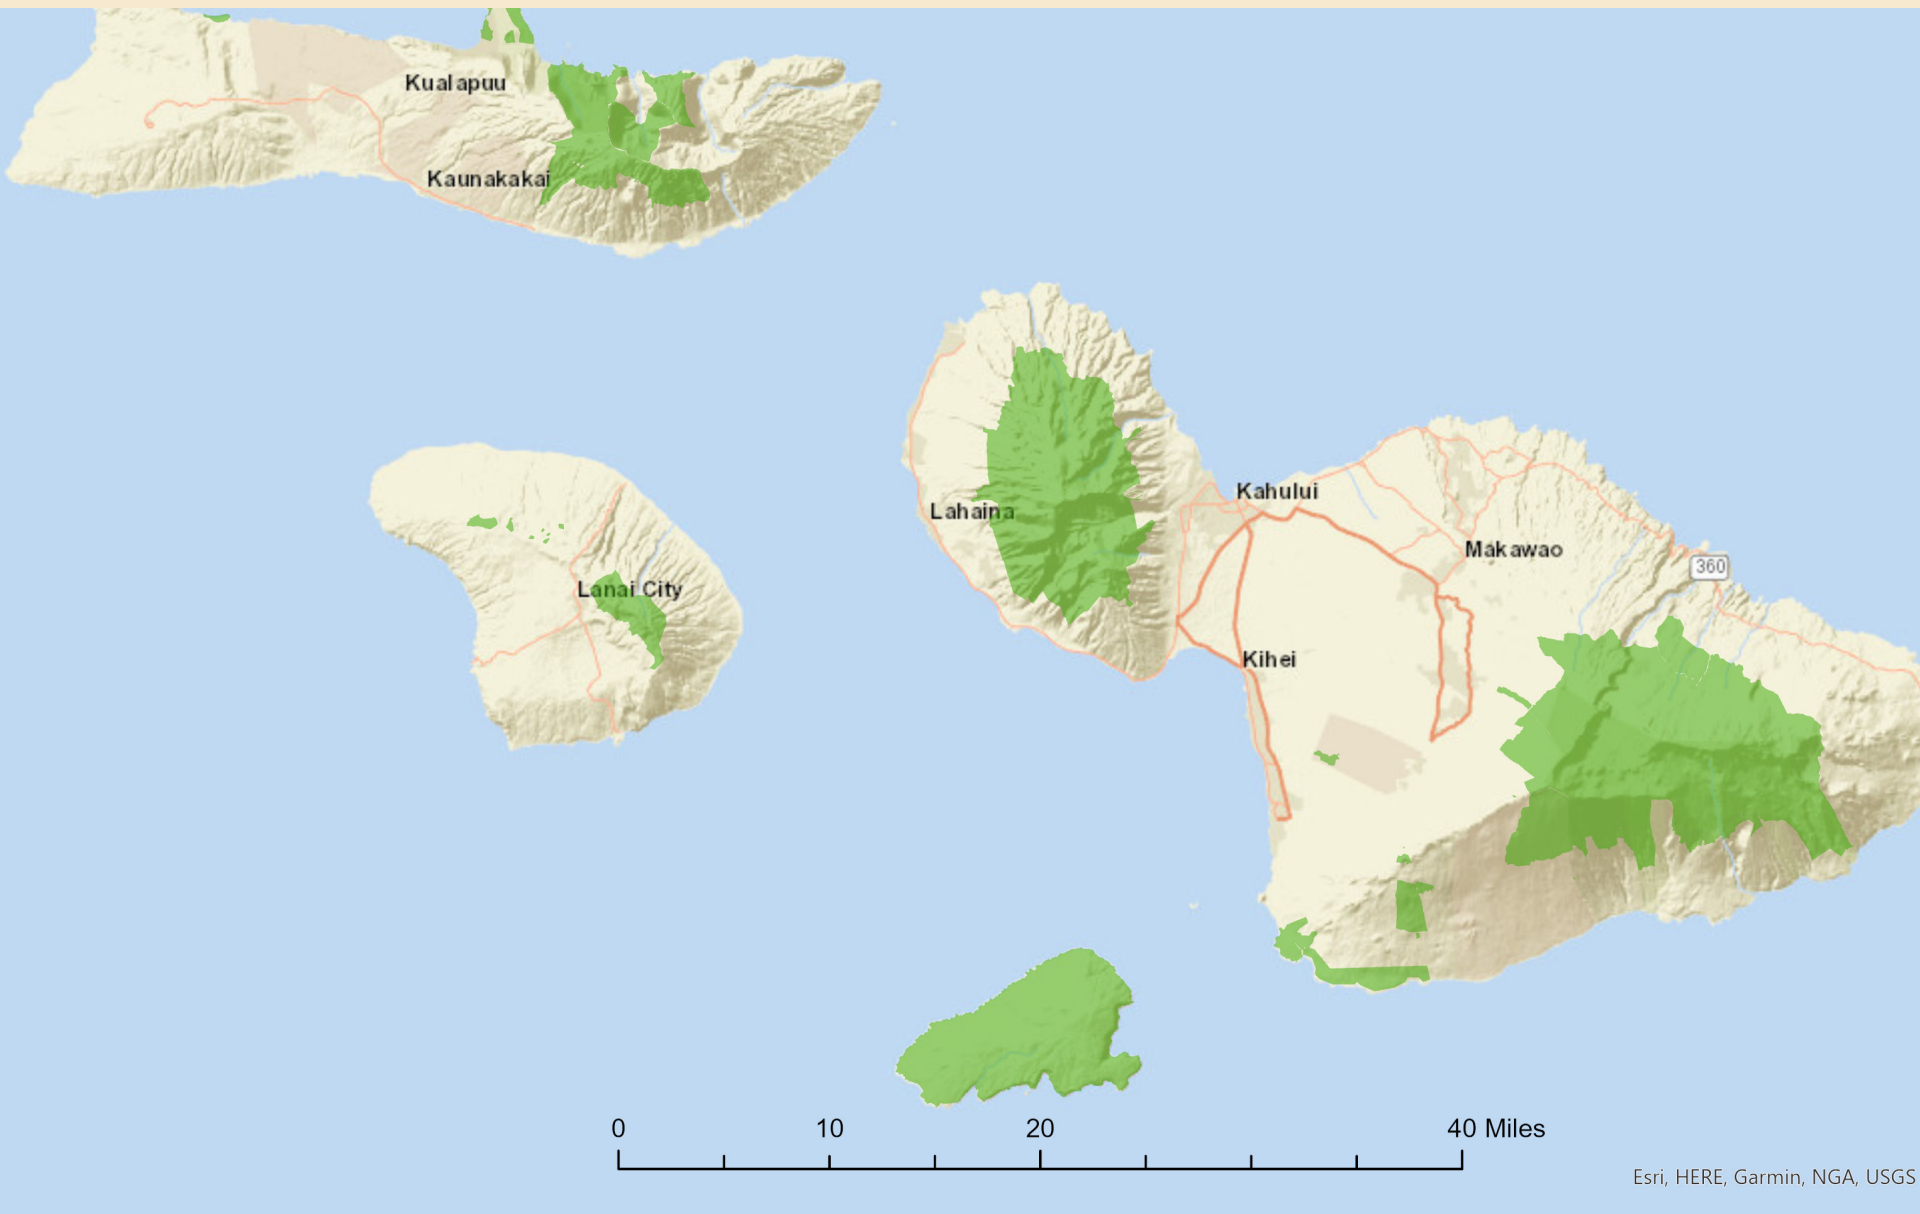 Kualapuu
Kaunakakai
Kahului
Lahaina
Makawao
360
Lanai City
Kihei
0 10 20 40 Miles
Esri, HERE, Garmin, NGA, USGS